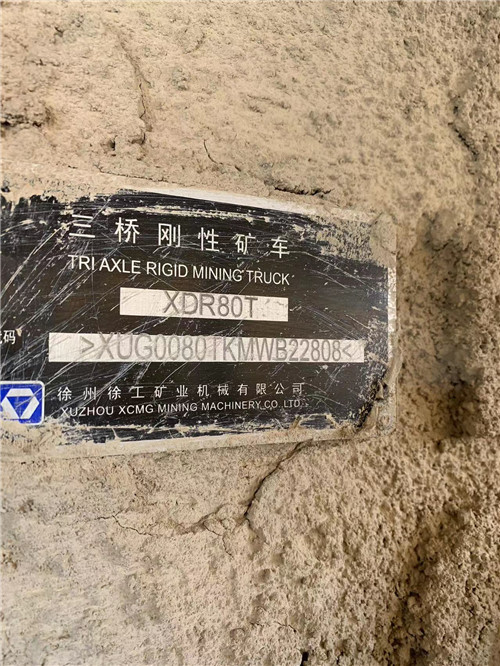 三桥刚性矿车
TRI AXLE RIGID MINING TRUCK
XDR80T
码
>XUG0080TKMWB22808<
徐州徐工矿业机械有限公司
XUZHOU XCMG MINING MACHINERY CO.,LTD.